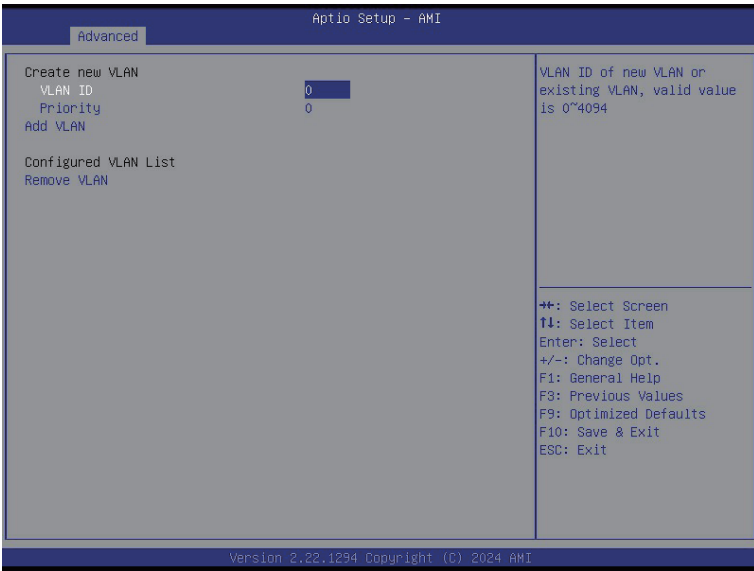 Aptio Setup – AMI
Advanced
Create new VLAN
VLAN ID 0
Priority 0
Add VLAN
Configured VLAN List
Remove VLAN
VLAN ID of new VLAN or
existing VLAN, valid value
is 0~4094
→←: Select Screen
↑↓: Select Item
Enter: Select
+/-: Change Opt.
F1: General Help
F3: Previous Values
F9: Optimized Defaults
F10: Save & Exit
ESC: Exit
Version 2.22.1294 Copyright (C) 2024 AMI